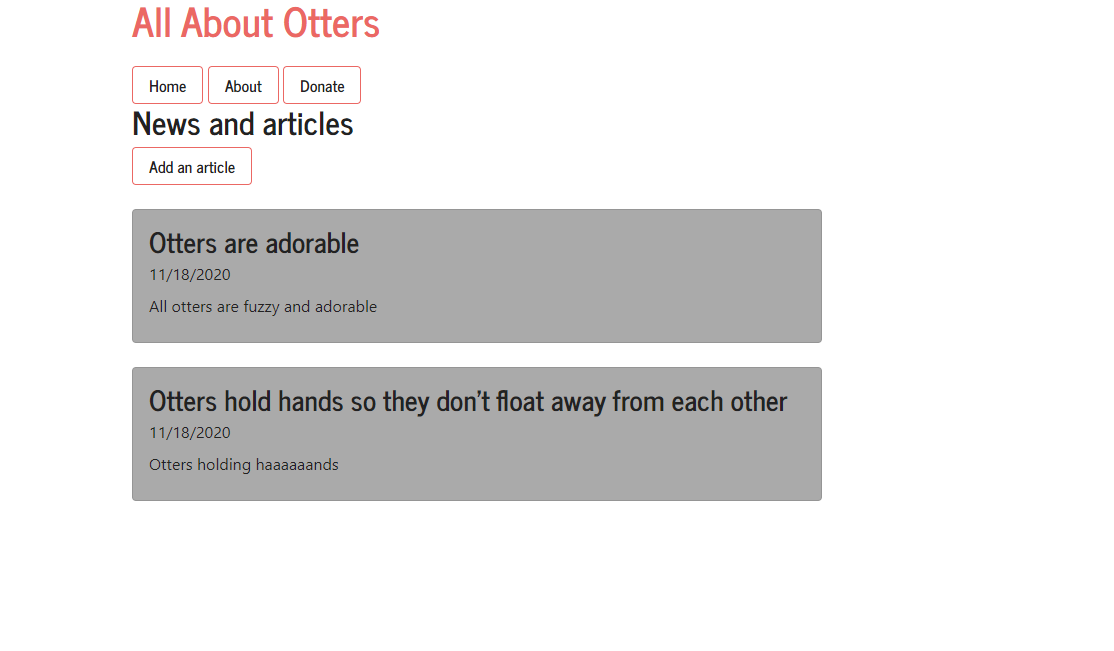 All About Otters
Home About Donate
News and articles
Add an article
Otters are adorable
11/18/2020
All otters are fuzzy and adorable
Otters hold hands so they don't float away from each other
11/18/2020
Otters holding haaaaaands